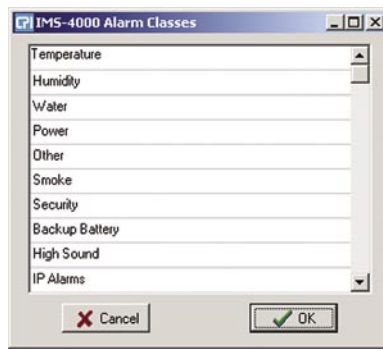 CPI IMS-4000 Alarm Classes
Temperature
Humidity
Water
Power
Other
Smoke
Security
Backup Battery
High Sound
IP Alarms
Cancel OK